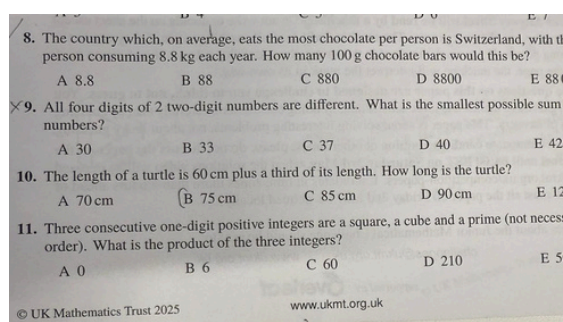 8. The country which, on average, eats the most chocolate per person is Switzerland, with
person consuming 8.8 kg each year. How many 100 g chocolate bars would this be?
A 8.8 B 88 C 880 D 8800 E 88
9. All four digits of 2 two-digit numbers are different. What is the smallest possible sum
numbers?
A 30 B 33 C 37 D 40 E 42
10. The length of a turtle is 60 cm plus a third of its length. How long is the turtle?
A 70 cm B 75 cm C 85 cm D 90 cm E 12
11. Three consecutive one-digit positive integers are a square, a cube and a prime (not
order). What is the product of the three integers?
A 0 B 6 C 60 D 210 E 5
© UK Mathematics Trust 2025 www.ukmt.org.uk